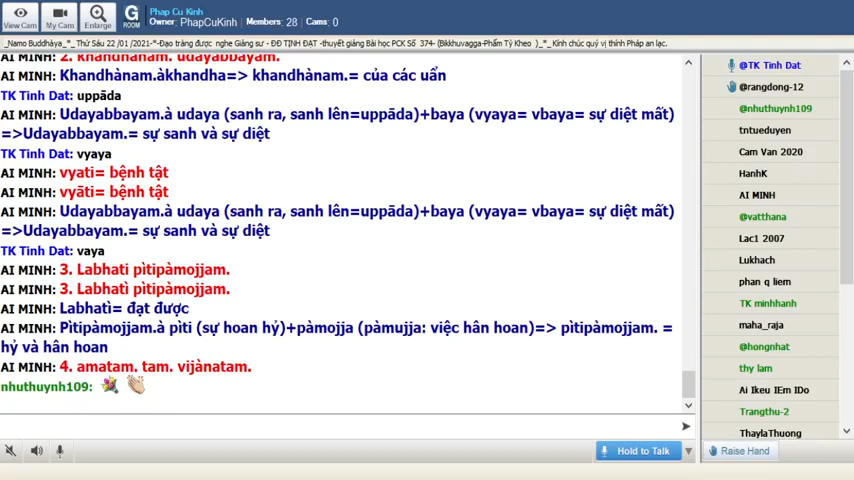 View Cam
My Cam
Enlarge
G
ROOM
Phap Cu Kinh
Owner: PhapCuKinh Members: 28 Cams: 0
_Namo Buddhàya_*_ Thứ Sáu 22 /01 /2021-*-Đạo tràng được nghe Giảng sư - ĐĐ TỊNH ĐẠT -thuyết giảng Bài học PCK Số 374- (Bikkhuvagga-Phẩm Tỷ Kheo )_*_ Kính chúc quý vị thính Pháp an lạc.
AI MINH: 2. khandhànam. udayabbayam.
AI MINH: Khandhànam.àkhandha=> khandhànam.= của các uẩn
TK Tinh Dat: uppāda
AI MINH: Udayabbayam.à udaya (sanh ra, sanh lên=uppāda)+baya (vyaya= vbaya= sự diệt mất)
=>Udayabbayam.= sự sanh và sự diệt
TK Tinh Dat: vyaya
AI MINH: vyati= bệnh tật
AI MINH: vyāti= bệnh tật
AI MINH: Udayabbayam.à udaya (sanh ra, sanh lên=uppāda)+baya (vyaya= vbaya= sự diệt mất)
=>Udayabbayam.= sự sanh và sự diệt
TK Tinh Dat: vaya
AI MINH: 3. Labhati pìtipàmojjam.
AI MINH: 3. Labhatì pìtipàmojjam.
AI MINH: Labhatì= đạt được
AI MINH: Pìtipàmojjam.à pìti (sự hoan hỷ)+pàmojja (pàmujja: việc hân hoan)=> pìtipàmojjam. =
hỷ và hân hoan
AI MINH: 4. amatam. tam. vijànatam.
nhuthuynh109:
@TK Tinh Dat
@rangdong-12
@nhuthuynh109
tntueduyen
Cam Van 2020
HanhK
AI MINH
@vatthana
Lac1 2007
Lukhach
phan q liem
TK minhhanh
maha_raja
@hongnhat
thy lam
Ai Ikeu IEm IDo
Trangthu-2
ThaylaThuong
Hold to Talk
Raise Hand